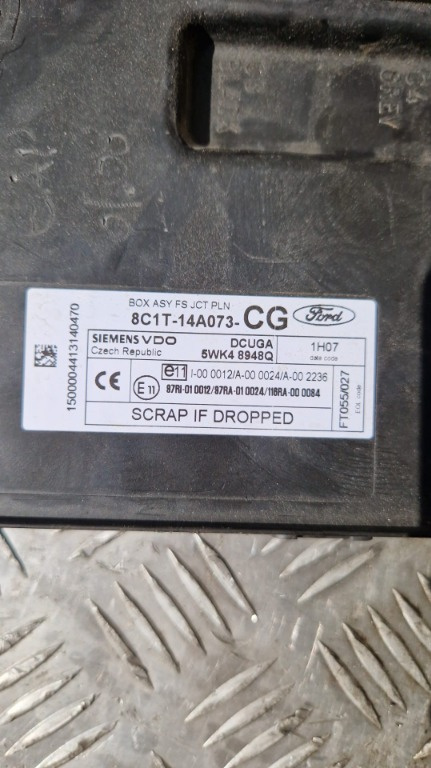 BOX ASY FS JCT PLN
8C1T-14A073-CG
Ford
SIEMENS VDO
DCUGA
Czech Republic
5WK4 8948Q
1H07
date code
1500004413140470
CE
e11 I-00 0012/A-00 0024/A-00 2236
E11
87RI-01 0012/87RA-01 0024/116RA-00 0084
FT055/027
EOL code
SCRAP IF DROPPED